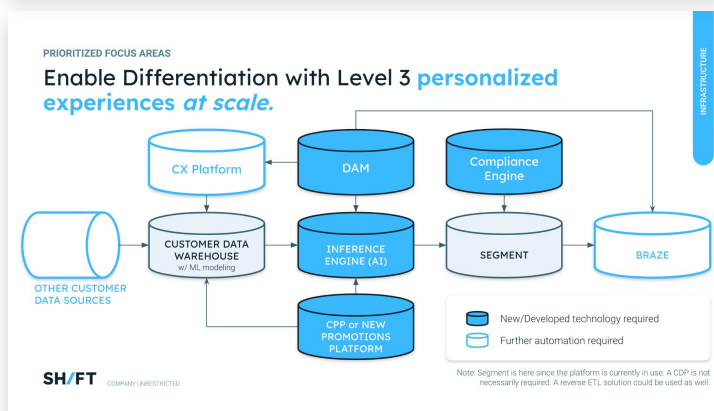 PRIORITIZED FOCUS AREAS
Enable Differentiation with Level 3 personalized
experiences at scale.
INFRASTRUCTURE
CX Platform
DAM
Compliance
Engine
CUSTOMER DATA
WAREHOUSE
w/ ML modeling
INFERENCE
ENGINE (AI)
SEGMENT
BRAZE
OTHER CUSTOMER
DATA SOURCES
CPP or NEW
PROMOTIONS
PLATFORM
New/Developed technology required
Further automation required
SH/FT
COMPANY UNRESTRICTED
Note: Segment is here since the platform is currently in use. A CDP is not
necessarily required. A reverse ETL solution could be used as well.